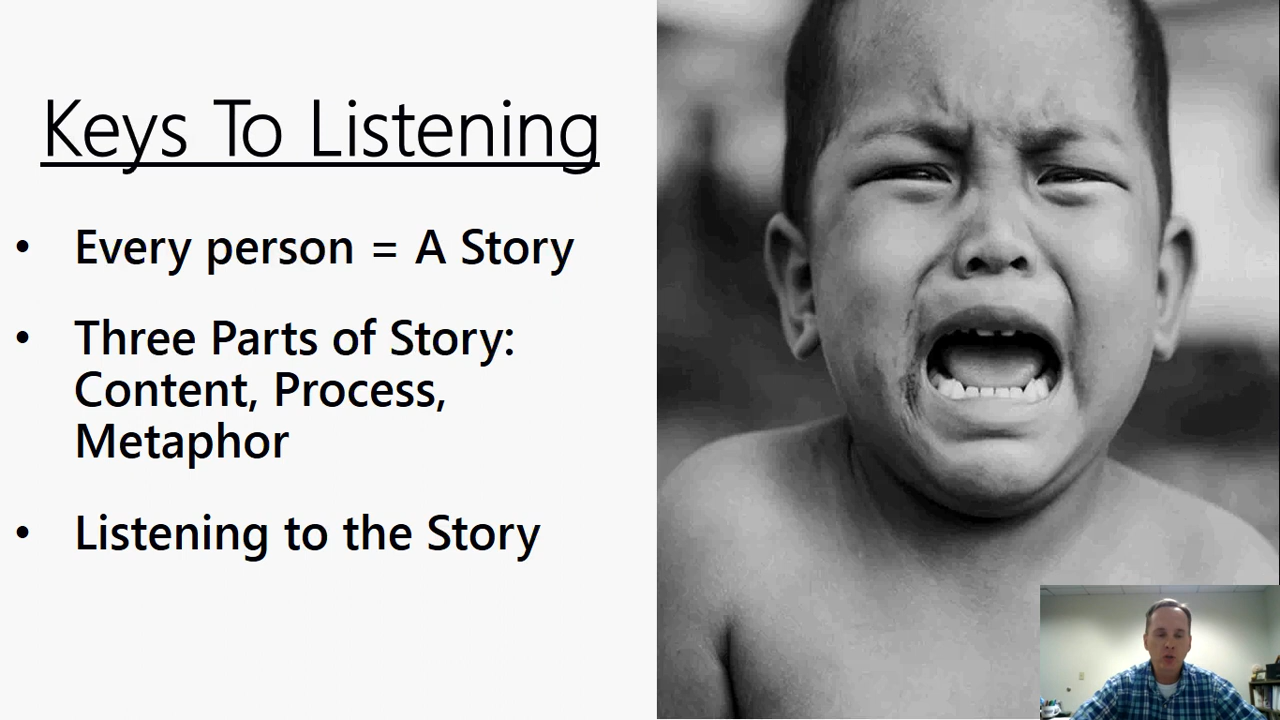 Keys To Listening
• Every person = A Story
• Three Parts of Story:
Content, Process,
Metaphor
• Listening to the Story